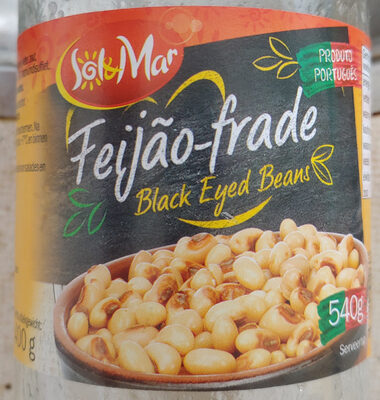 Sol&Mar
PRODUTO
PORTUGUÊS
Feijão-frade
Black Eyed Beans
540g